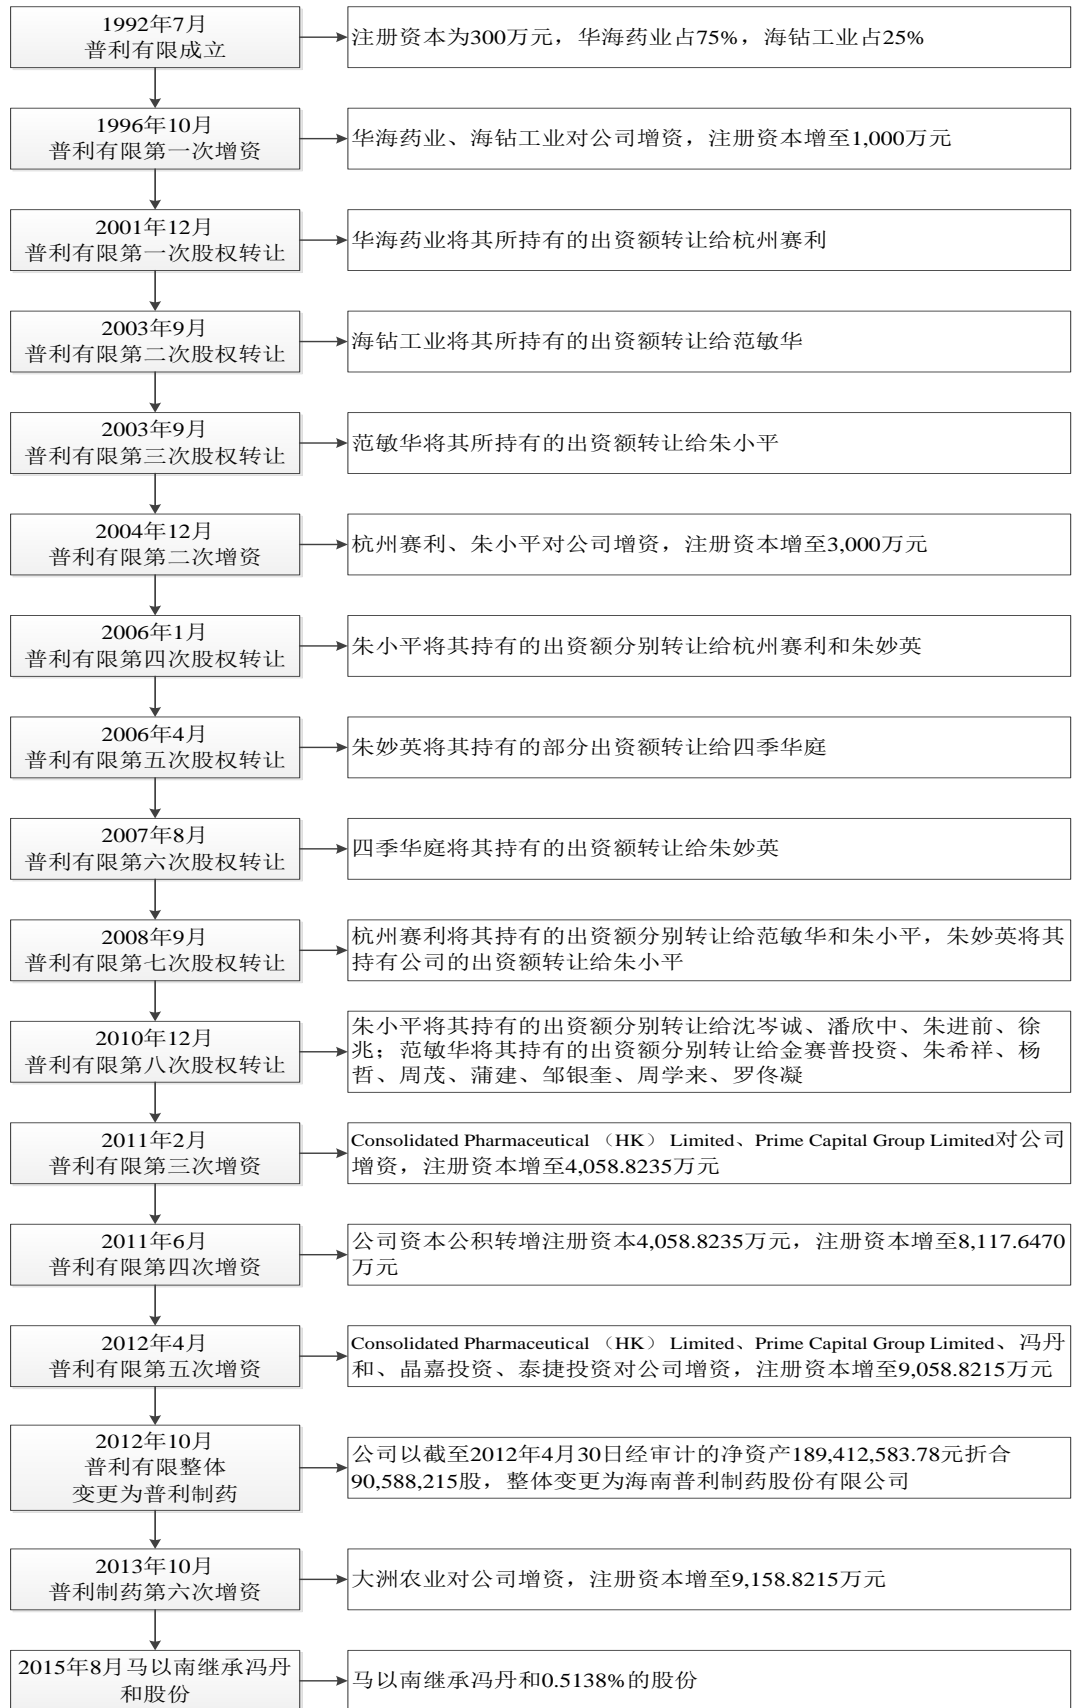 1992年7月
普利有限成立
注册资本为300万元，华海药业占75%，海钻工业占25%
1996年10月
普利有限第一次增资
华海药业、海钻工业对公司增资，注册资本增至1,000万元
2001年12月
普利有限第一次股权转让
华海药业将其所持有的出资额转让给杭州赛利
2003年9月
普利有限第二次股权转让
海钻工业将其所持有的出资额转让给范敏华
2003年9月
普利有限第三次股权转让
范敏华将其所持有的出资额转让给朱小平
2004年12月
普利有限第二次增资
杭州赛利、朱小平对公司增资，注册资本增至3,000万元
2006年1月
普利有限第四次股权转让
朱小平将其持有的出资额分别转让给杭州赛利和朱妙英
2006年4月
普利有限第五次股权转让
朱妙英将其持有的部分出资额转让给四季华庭
2007年8月
普利有限第六次股权转让
四季华庭将其持有的出资额转让给朱妙英
2008年9月
普利有限第七次股权转让
杭州赛利将其持有的出资额分别转让给范敏华和朱小平，朱妙英将其
持有公司的出资额转让给朱小平
2010年12月
普利有限第八次股权转让
朱小平将其持有的出资额分别转让给沈岑诚、潘欣中、朱进前、徐
兆；范敏华将其持有的出资额分别转让给金赛普投资、朱希祥、杨
哲、周茂、蒲建、邹银奎、周学来、罗佟凝
2011年2月
普利有限第三次增资
Consolidated Pharmaceutical （HK） Limited、Prime Capital Group Limited对公司
增资，注册资本增至4,058.8235万元
2011年6月
普利有限第四次增资
公司资本公积转增注册资本4,058.8235万元，注册资本增至8,117.6470
万元
2012年4月
普利有限第五次增资
Consolidated Pharmaceutical （HK） Limited、Prime Capital Group Limited、冯丹
和、晶嘉投资、泰捷投资对公司增资，注册资本增至9,058.8215万元
2012年10月
普利有限整体
变更为普利制药
公司以截至2012年4月30日经审计的净资产189,412,583.78元折合
90,588,215股，整体变更为海南普利制药股份有限公司
2013年10月
普利制药第六次增资
大洲农业对公司增资，注册资本增至9,158.8215万元
2015年8月马以南继承冯丹
和股份
马以南继承冯丹和0.5138%的股份